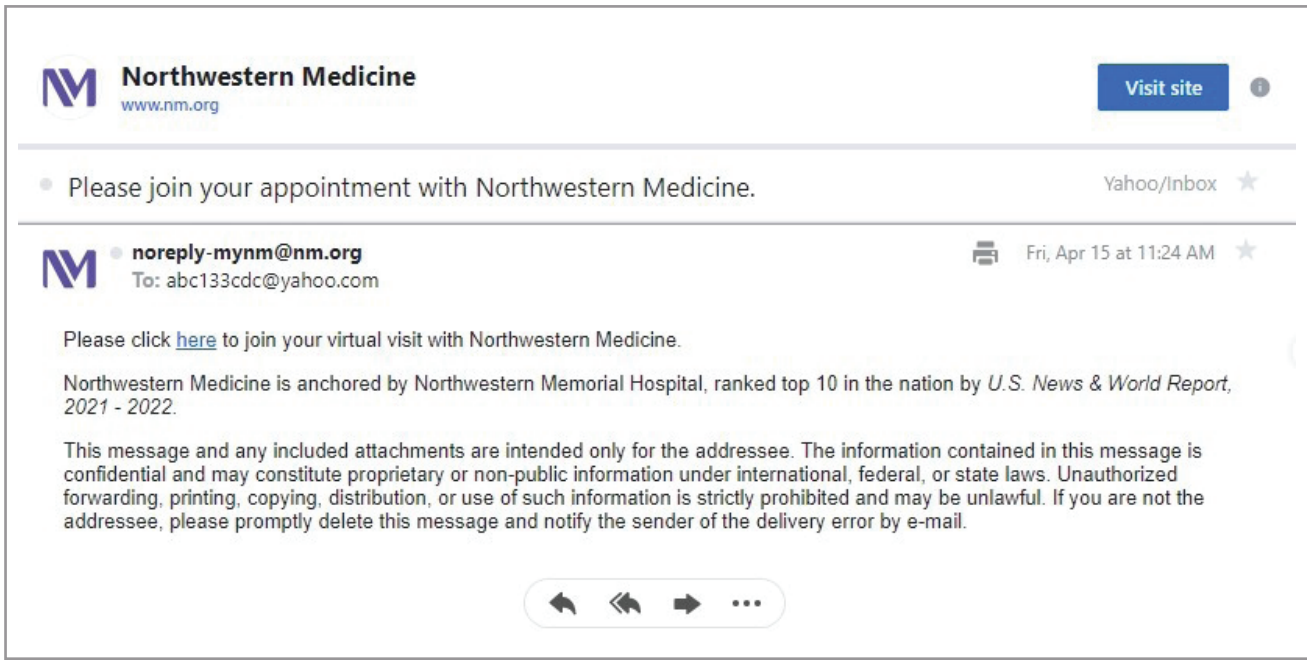 NM
Northwestern Medicine
www.nm.org
Visit site
Please join your appointment with Northwestern Medicine.
Yahoo/Inbox
NM
noreply-mynm@nm.org
Fri, Apr 15 at 11:24 AM
To: abc133cdc@yahoo.com
Please click here to join your virtual visit with Northwestern Medicine.
Northwestern Medicine is anchored by Northwestern Memorial Hospital, ranked top 10 in the nation by U.S. News & World Report,
2021 - 2022.
This message and any included attachments are intended only for the addressee. The information contained in this message is
confidential and may constitute proprietary or non-public information under international, federal, or state laws. Unauthorized
forwarding, printing, copying, distribution, or use of such information is strictly prohibited and may be unlawful. If you are not the
addressee, please promptly delete this message and notify the sender of the delivery error by e-mail.